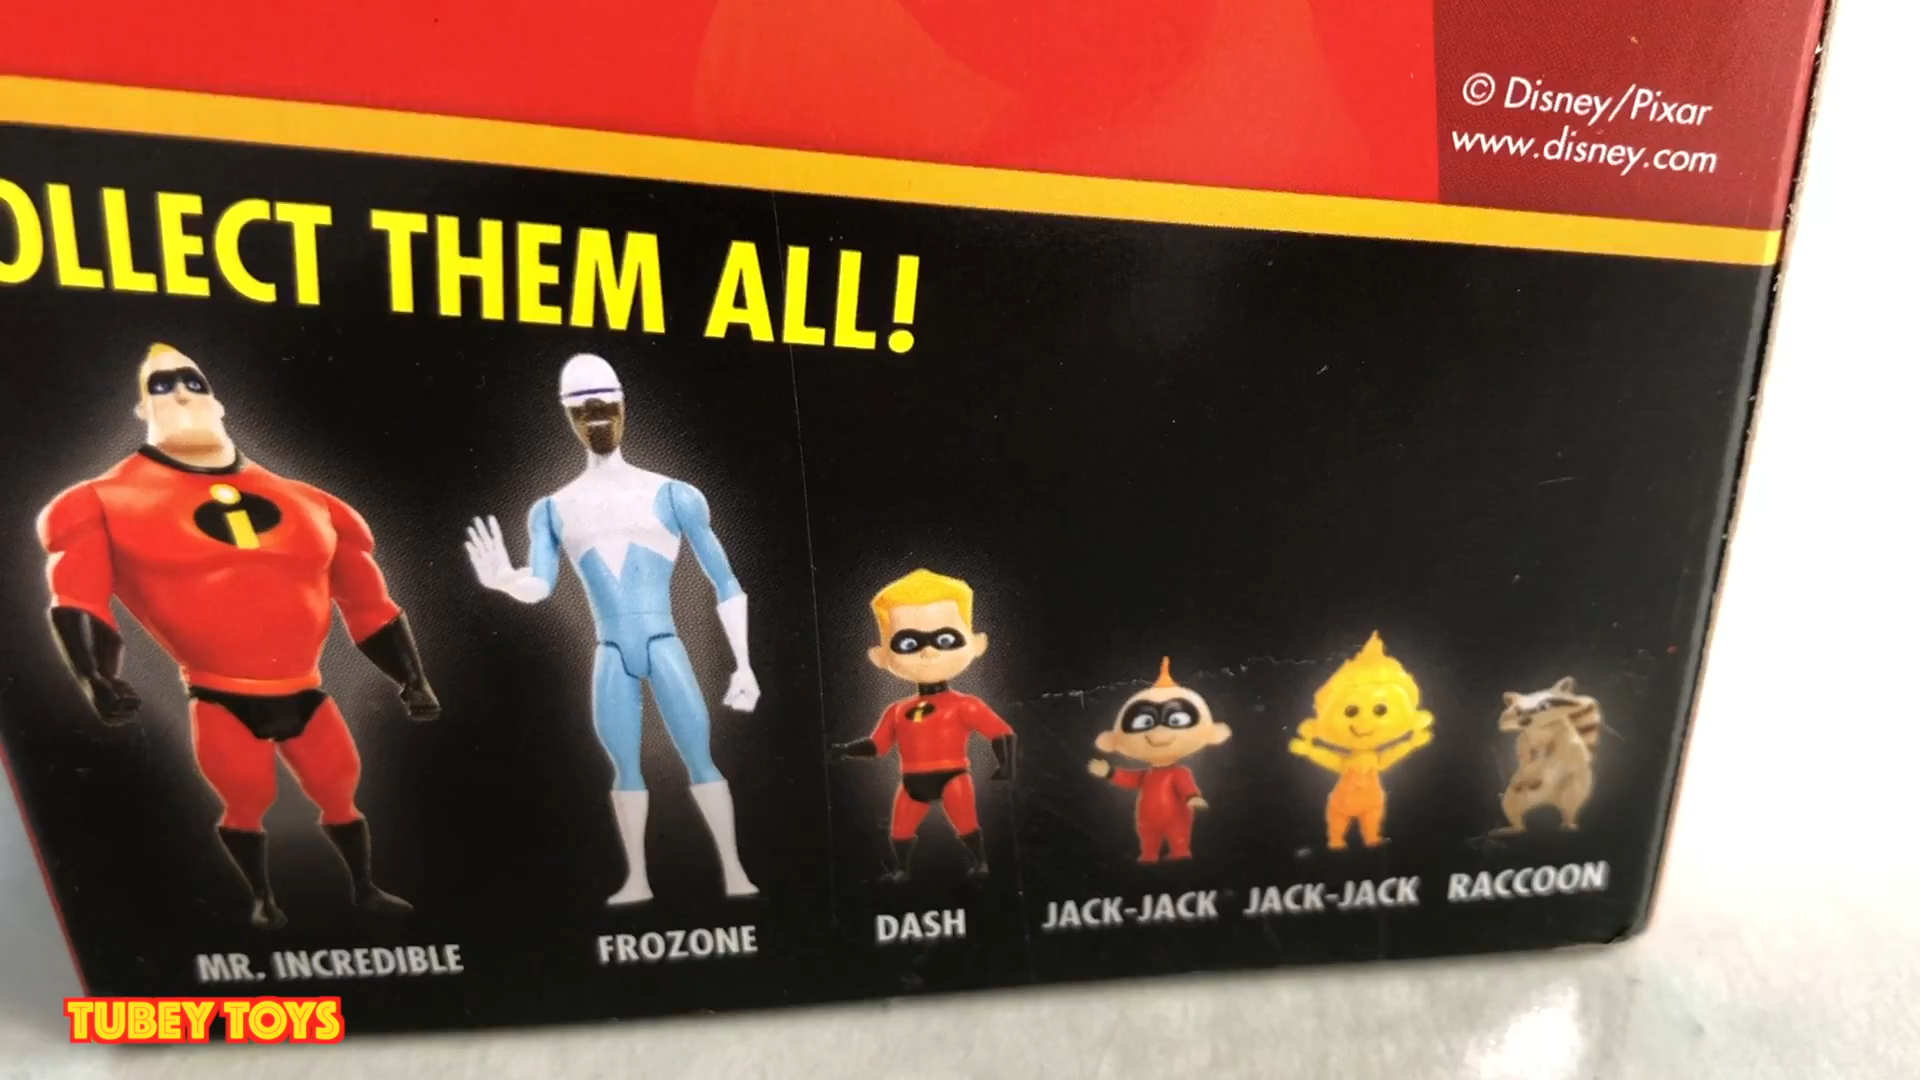 © Disney/Pixar
www.disney.com
OLLECT THEM ALL!
MR. INCREDIBLE
FROZONE
DASH
JACK-JACK
JACK-JACK
RACCOON
TUBEY TOYS